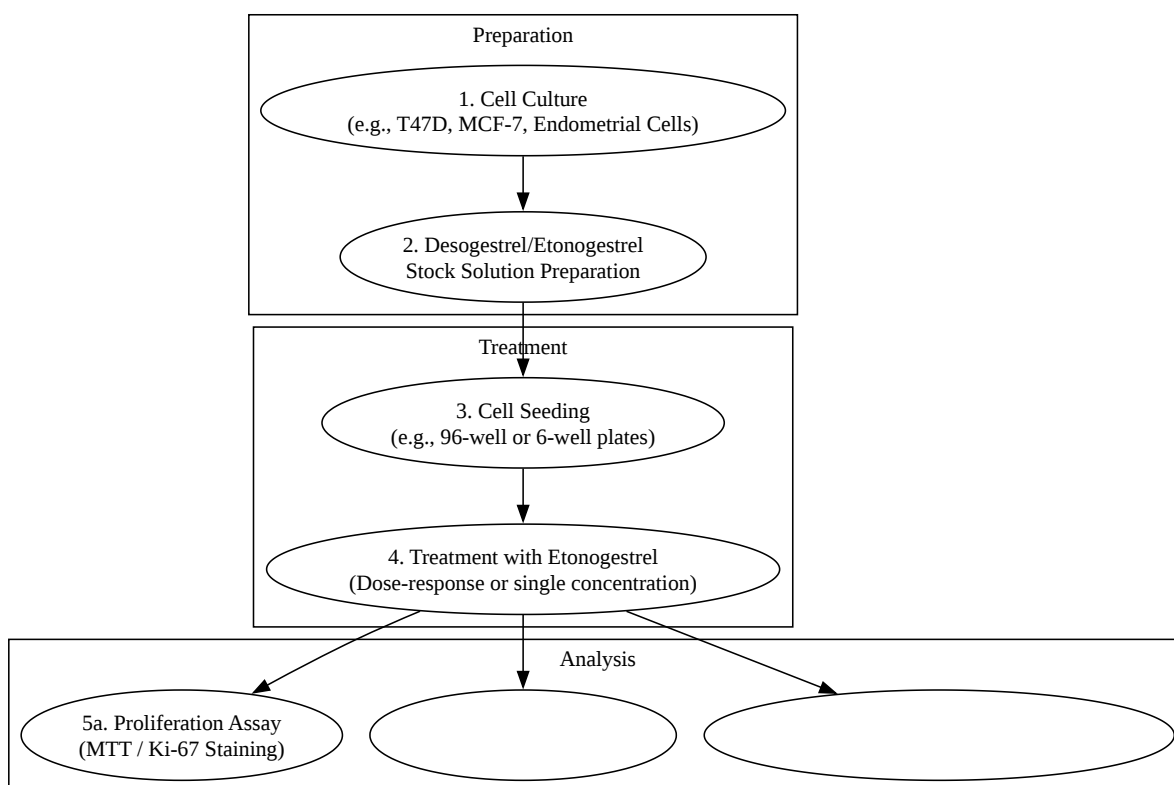 Preparation
1. Cell Culture
(e.g., T47D, MCF-7, Endometrial Cells)
2. Desogestrel/Etonogestrel
Stock Solution Preparation
Treatment
3. Cell Seeding
(e.g., 96-well or 6-well plates)
4. Treatment with Etonogestrel
(Dose-response or single concentration)
Analysis
5a. Proliferation Assay
(MTT / Ki-67 Staining)